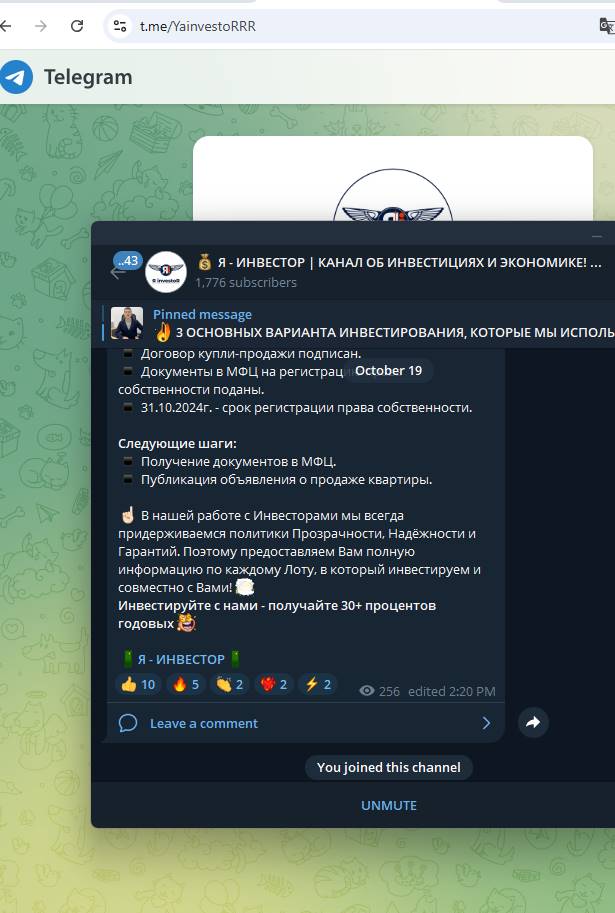 t.me/YainvestoRRR
Telegram
..43
💰 Я - ИНВЕСТОР | КАНАЛ ОБ ИНВЕСТИЦИЯХ И ЭКОНОМИКЕ! ...
1,776 subscribers
Pinned message
3 ОСНОВНЫХ ВАРИАНТА ИНВЕСТИРОВАНИЯ, КОТОРЫЕ МЫ ИСПОЛЬ
Договор купли-продажи подписан.
October 19
Документы в МФЦ на регистрац
собственности поданы.
31.10.2024г. - срок регистрации права собственности.
Следующие шаги:
Получение документов в МФЦ.
Публикация объявления о продаже квартиры.
☝🏻 В нашей работе с Инвесторами мы всегда
придерживаемся политики Прозрачности, Надёжности и
Гарантий. Поэтому предоставляем Вам полную
информацию по каждому Лоту, в который инвестируем и
совместно с Вами!
Инвестируйте с нами - получайте 30+ процентов
годовых
Я - ИНВЕСТОР
👍 10 🔥 5 👏 2 ❤️ 2 ⚡ 2
256 edited 2:20 PM
Leave a comment
You joined this channel
UNMUTE